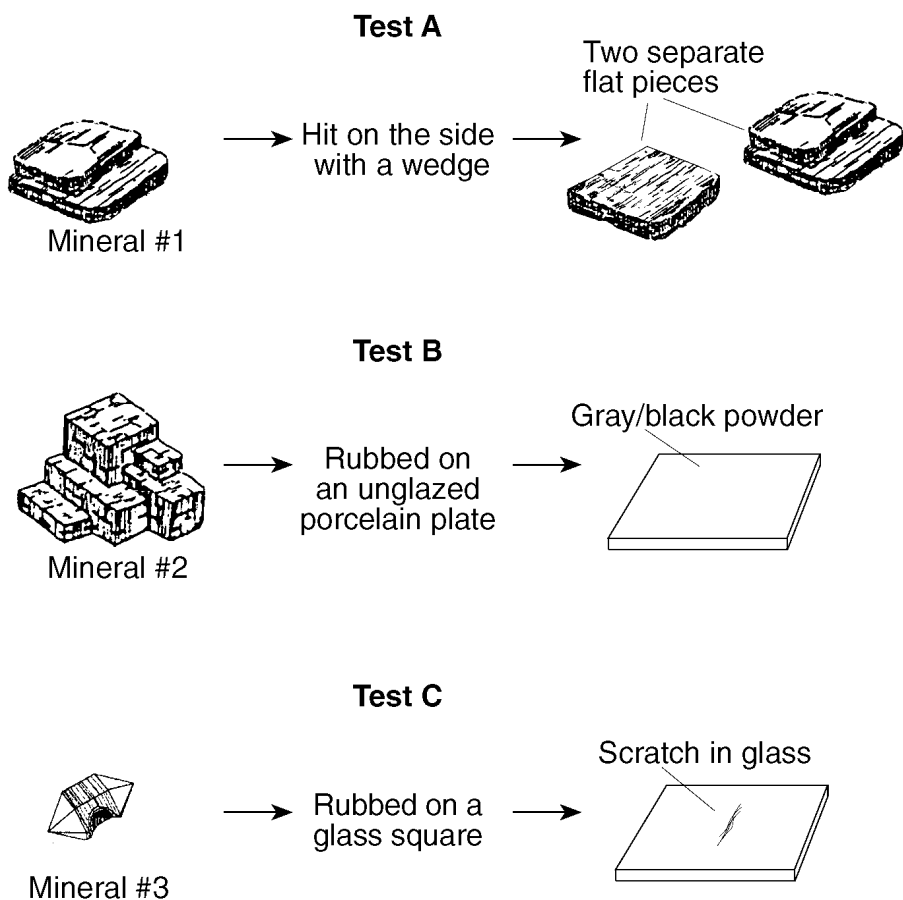 Test A
Two separate
flat pieces
Hit on the side
with a wedge
Mineral #1
Test B
Gray/black powder
Rubbed on
an unglazed
porcelain plate
Mineral #2
Test C
Scratch in glass
Rubbed on a
glass square
Mineral #3